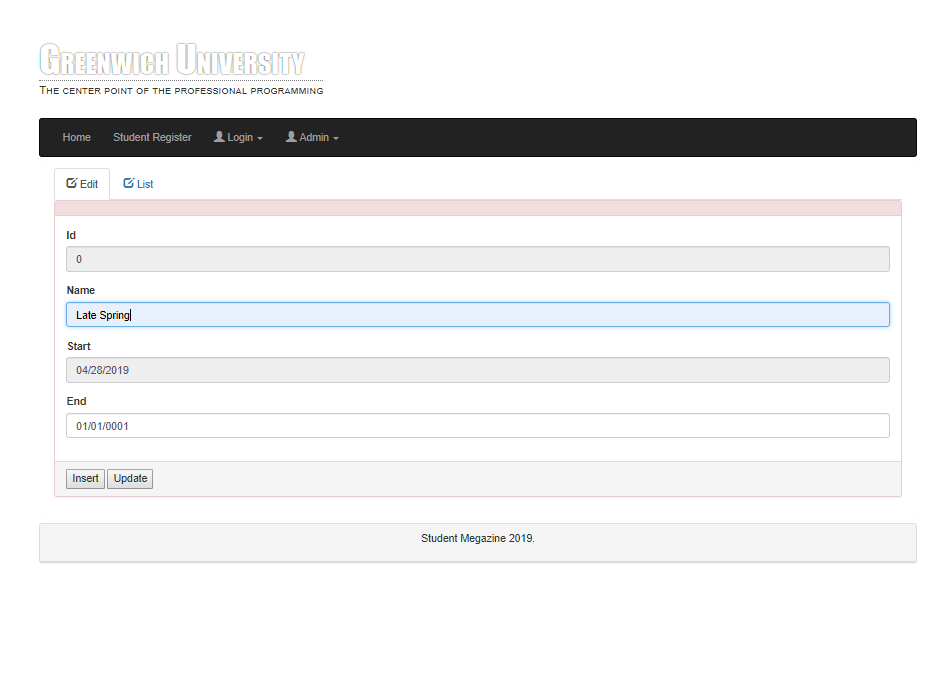 Greenwich University
The center point of the professional programming
Home Student Register Login Admin
Edit List
Id
0
Name
Late Spring
Start
04/28/2019
End
01/01/0001
Insert Update
Student Megazine 2019.